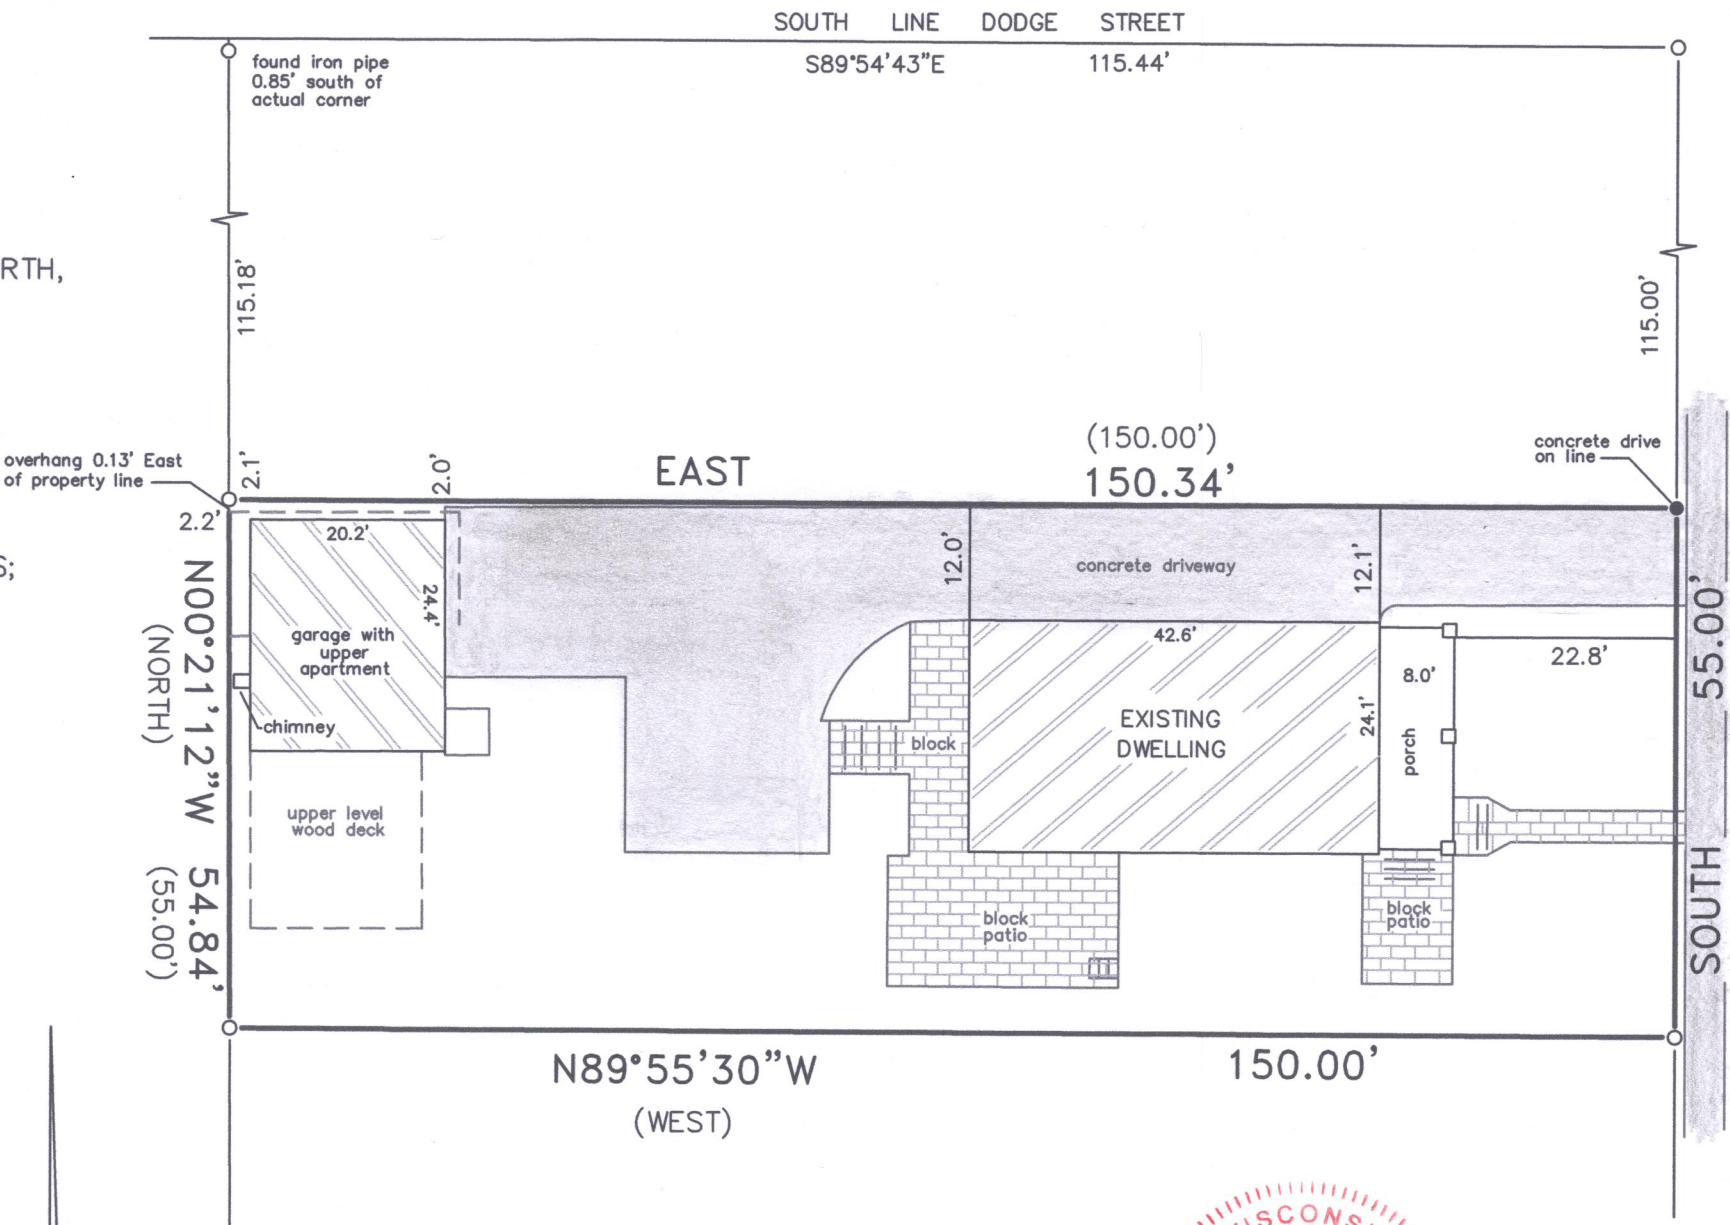 SOUTH LINE DODGE STREET
S89°54'43"E 115.44'
found iron pipe
0.85' south of
actual corner
RTH,
115.18'
115.00'
overhang 0.13' East
of property line
2.1'
2.0'
EAST
(150.00')
150.34'
concrete drive
on line
2.2'
20.2'
24.4'
garage with
upper
apartment
chimney
upper level
wood deck
S;
N00°21'12"W 54.84'
(NORTH) (55.00')
12.0'
concrete driveway
12.1'
42.6'
EXISTING
DWELLING
24.1'
8.0'
porch
22.8'
block
block
patio
block
patio
SOUTH 55.00'
N89°55'30"W 150.00'
(WEST)
SCONS